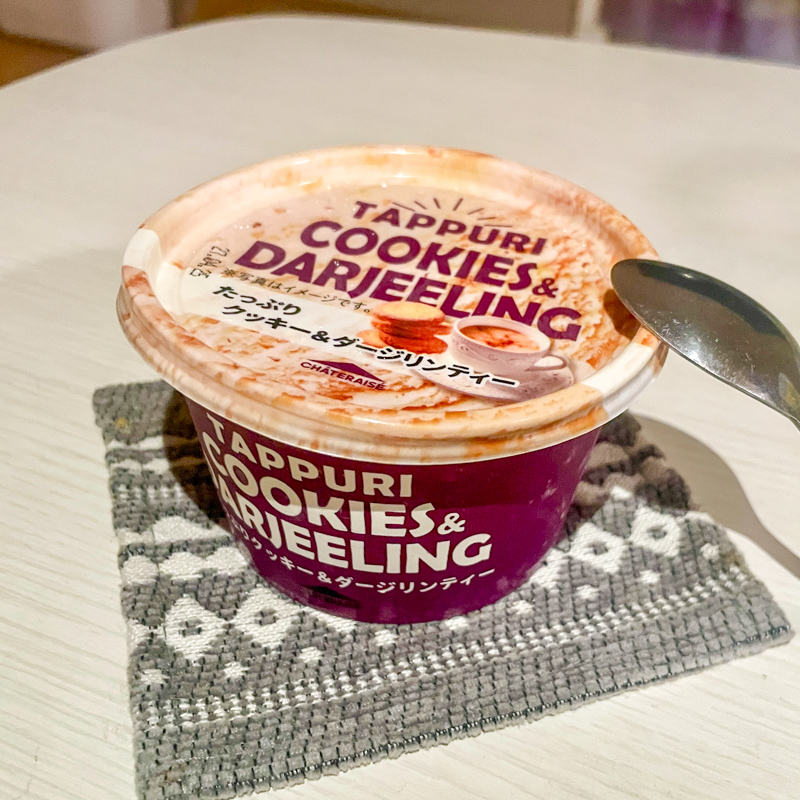 TAPPURI
COOKIES&
DARJEELING
※写真はイメージです。
たっぷり
クッキー&ダージリンティー
CHÂTERAISÉ
TAPPURI
COOKIES&
DARJEELING
クッキー&ダージリンティー